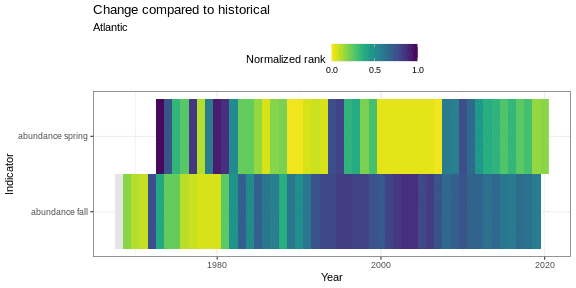 Change compared to historical
Atlantic
Normalized rank
0.0 0.5 1.0
abundance spring
abundance fall
Indicator
1980 2000 2020
Year